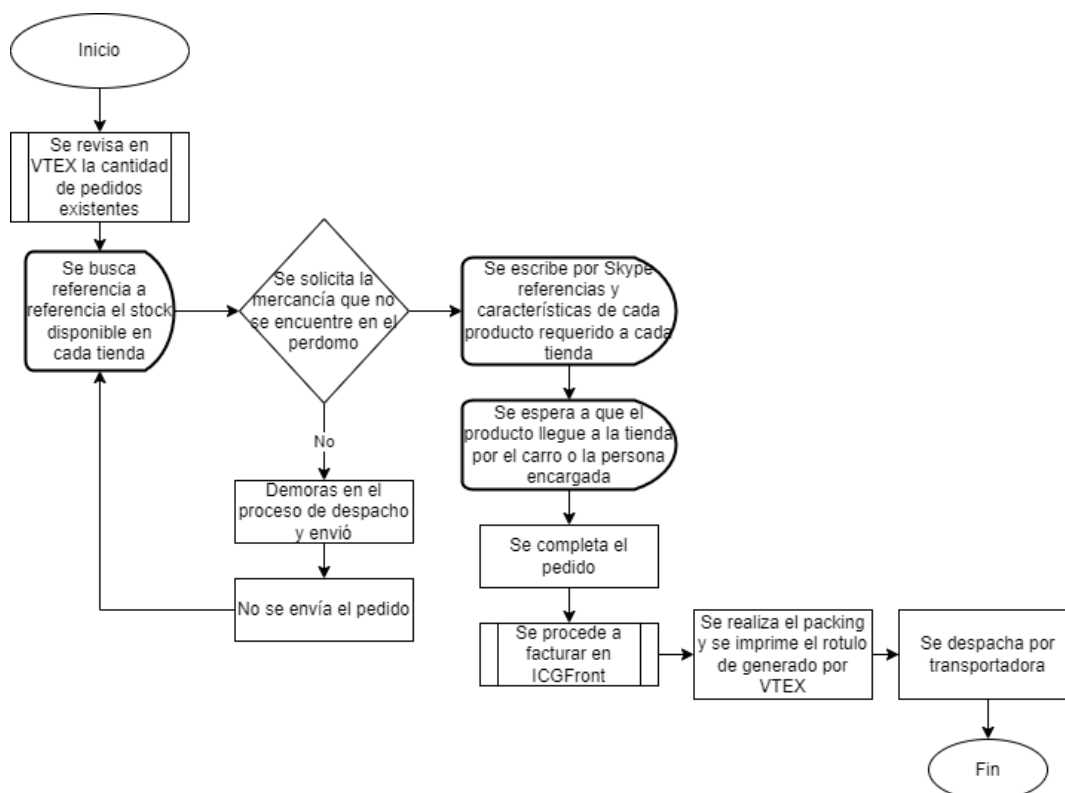 Inicio
Se revisa en
VTEX la cantidad
de pedidos
existentes
Se busca
referencia a
referencia el stock
disponible en
cada tienda
Se solicita la
mercancía que no
se encuentre en el
perdomo
Se escribe por Skype
referencias y
características de cada
producto requerido a cada
tienda
Se espera a que el
producto llegue a la tienda
por el carro o la persona
encargada
No
Demoras en el
proceso de despacho
y envió
No se envía el pedido
Se completa el
pedido
Se procede a
facturar en
ICGFront
Se realiza el packing
y se imprime el rotulo
de generado por
VTEX
Se despacha por
transportadora
Fin